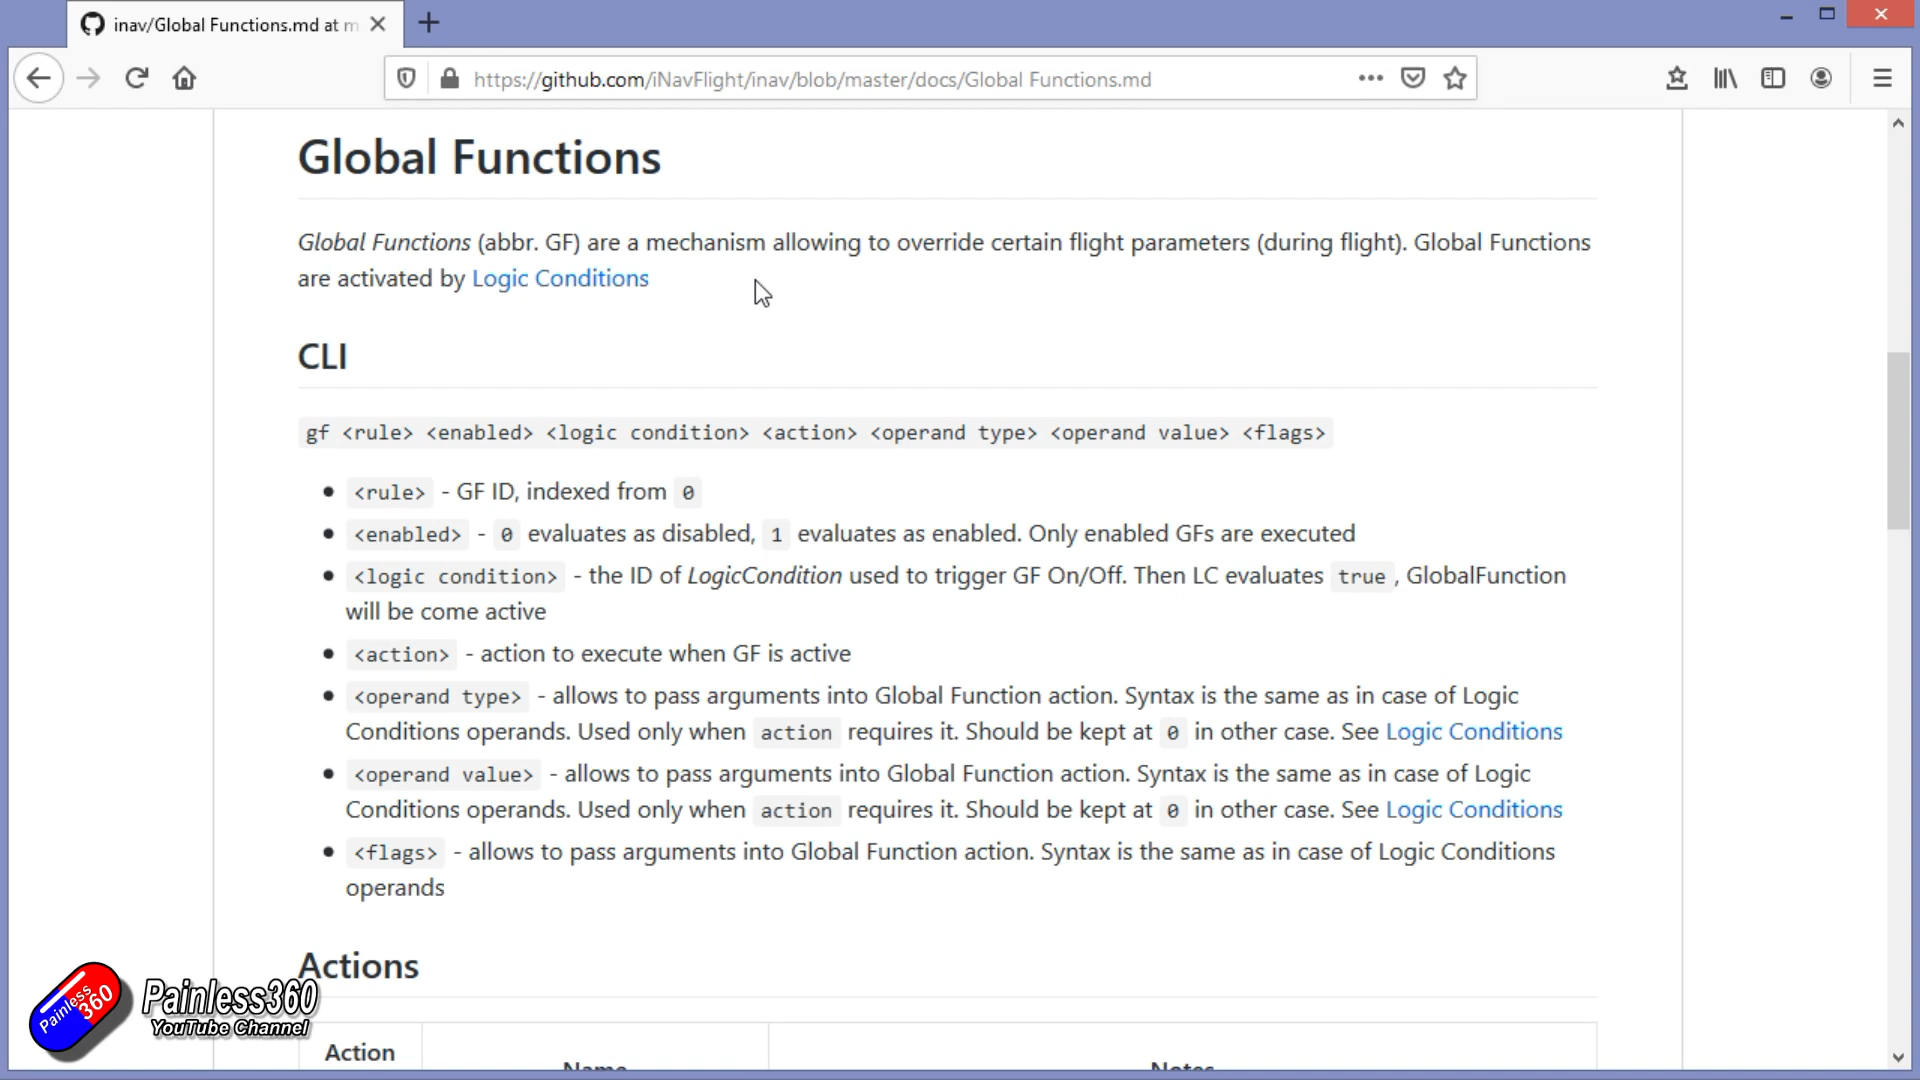 inav/Global Functions.md at m
https://github.com/iNavFlight/inav/blob/master/docs/Global Functions.md
Global Functions
Global Functions (abbr. GF) are a mechanism allowing to override certain flight parameters (during flight). Global Functions
are activated by Logic Conditions
CLI
gf <rule> <enabled> <logic condition> <action> <operand type> <operand value> <flags>
<rule> - GF ID, indexed from 0
<enabled> - 0 evaluates as disabled, 1 evaluates as enabled. Only enabled GFs are executed
<logic condition> - the ID of LogicCondition used to trigger GF On/Off. Then LC evaluates true , GlobalFunction
will be come active
<action> - action to execute when GF is active
<operand type> - allows to pass arguments into Global Function action. Syntax is the same as in case of Logic
Conditions operands. Used only when action requires it. Should be kept at 0 in other case. See Logic Conditions
<operand value> - allows to pass arguments into Global Function action. Syntax is the same as in case of Logic
Conditions operands. Used only when action requires it. Should be kept at 0 in other case. See Logic Conditions
<flags> - allows to pass arguments into Global Function action. Syntax is the same as in case of Logic Conditions
operands
Actions
Painless 360
Painless360
YouTube Channel
Action
Name
Notes